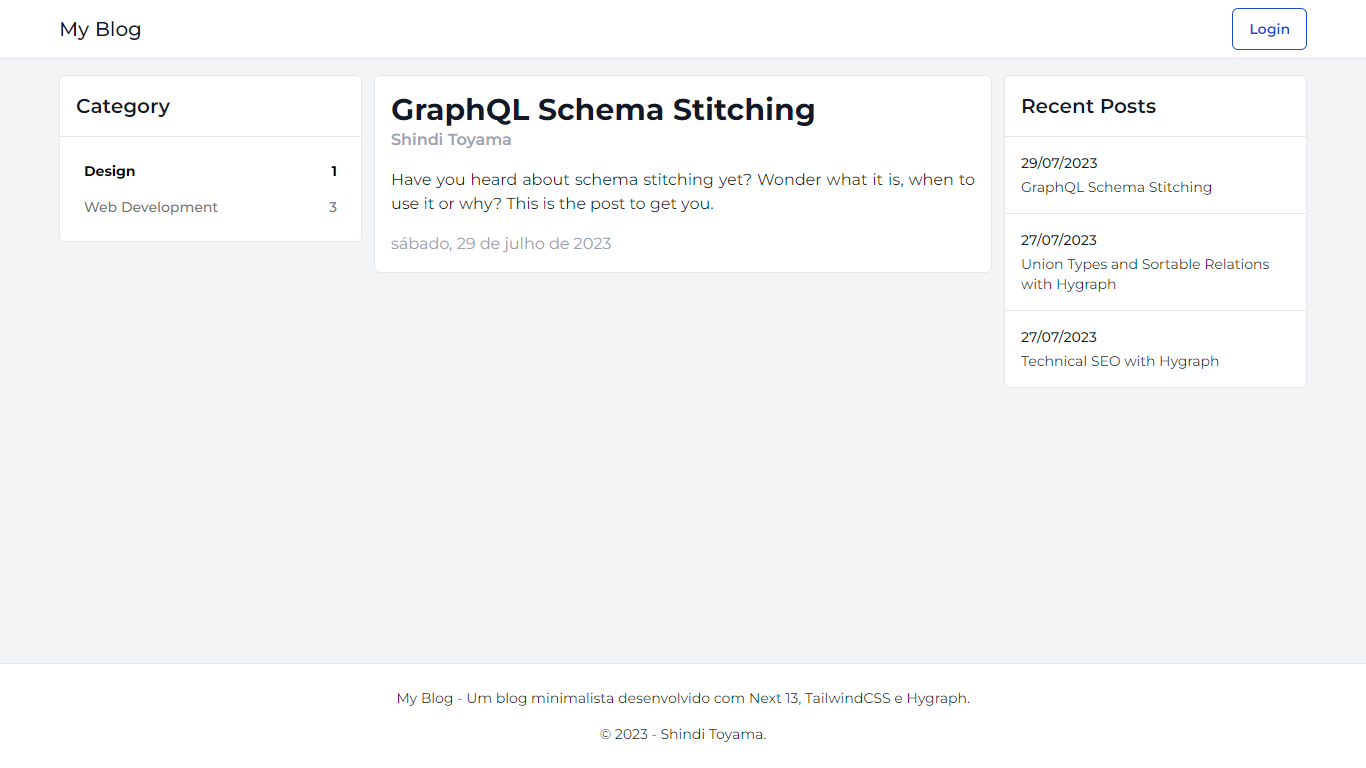 My Blog
Login
Category
Design 1
Web Development 3
GraphQL Schema Stitching
Shindi Toyama
Have you heard about schema stitching yet? Wonder what it is, when to
use it or why? This is the post to get you.
sábado, 29 de julho de 2023
Recent Posts
29/07/2023
GraphQL Schema Stitching
27/07/2023
Union Types and Sortable Relations
with Hygraph
27/07/2023
Technical SEO with Hygraph
My Blog - Um blog minimalista desenvolvido com Next 13, TailwindCSS e Hygraph.
© 2023 - Shindi Toyama.